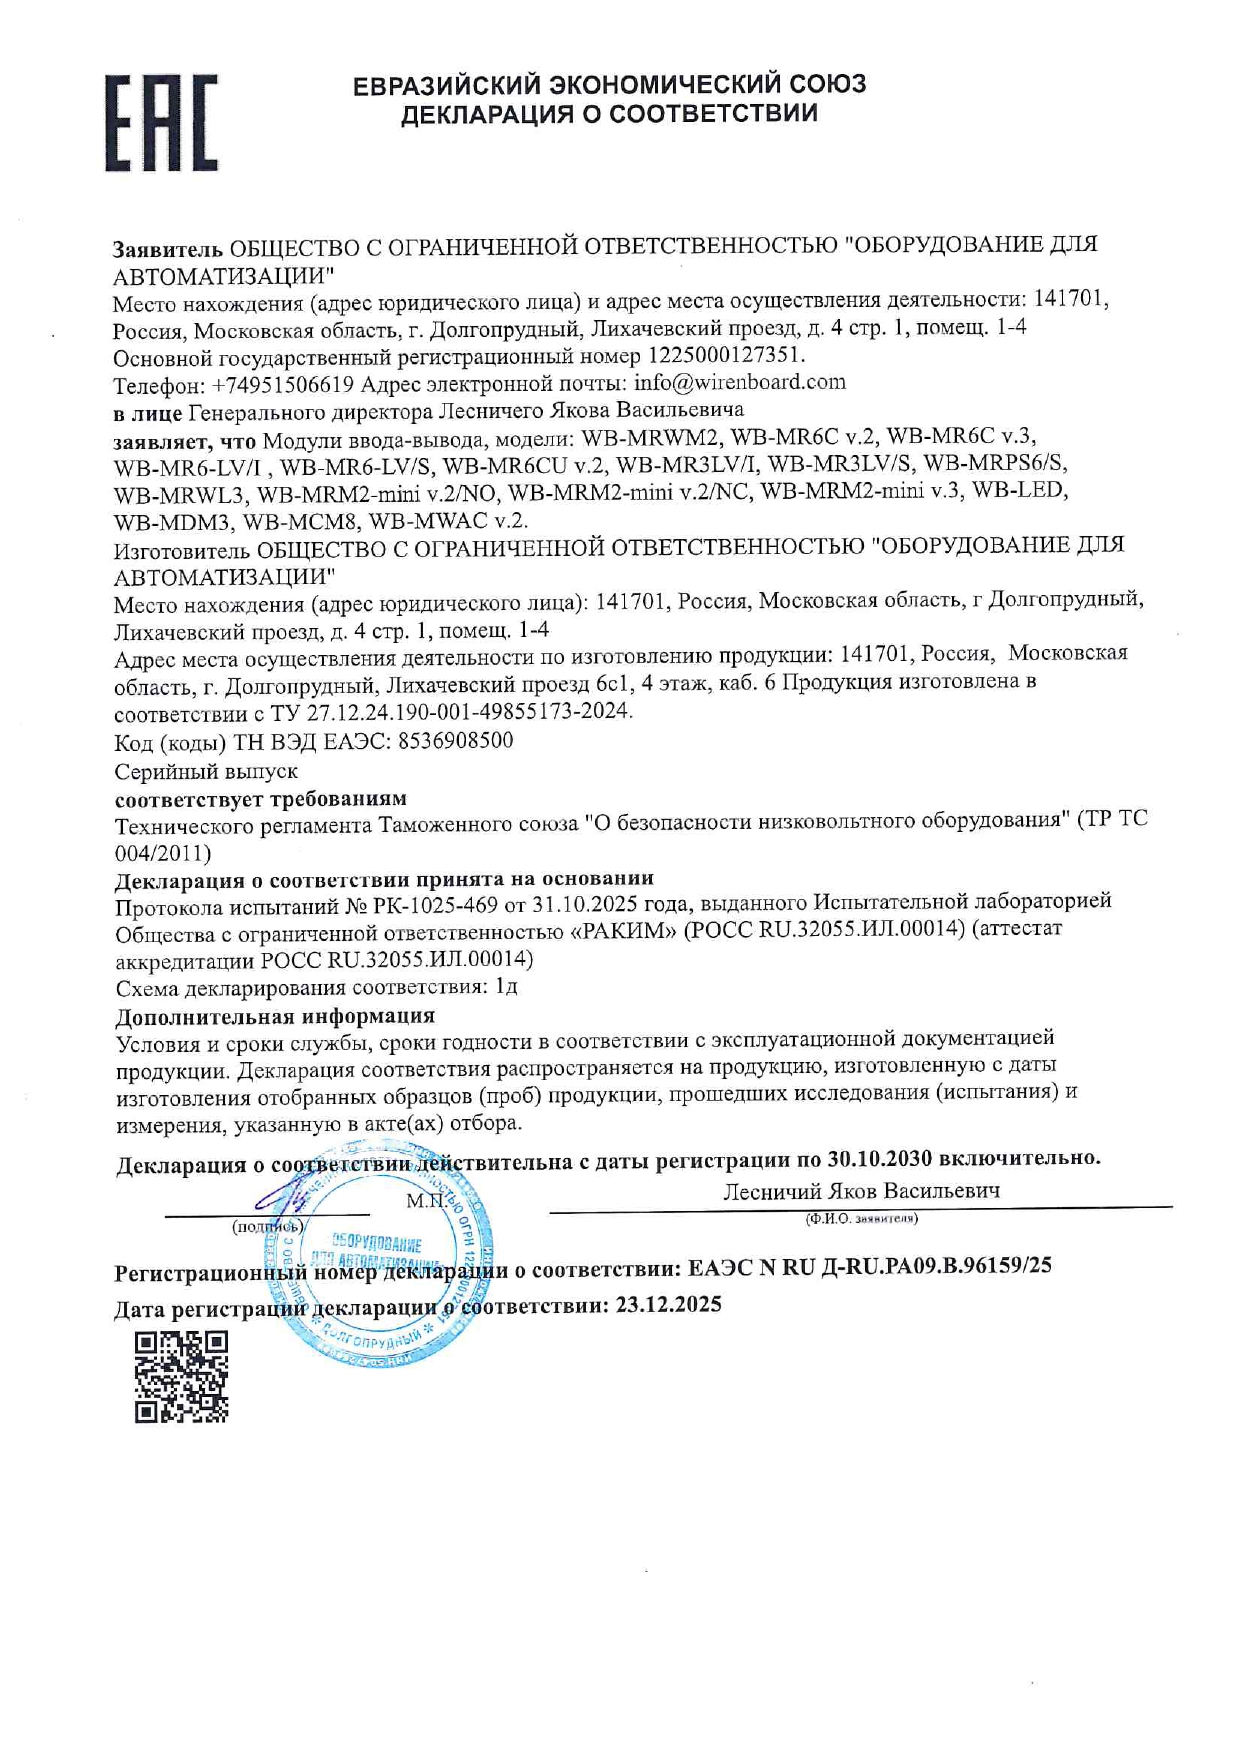 ЕАС
ЕВРАЗИЙСКИЙ ЭКОНОМИЧЕСКИЙ СОЮЗ
ДЕКЛАРАЦИЯ О СООТВЕТСТВИИ
Заявитель ОБЩЕСТВО С ОГРАНИЧЕННОЙ ОТВЕТСТВЕННОСТЬЮ "ОБОРУДОВАНИЕ ДЛЯ
АВТОМАТИЗАЦИИ"
Место нахождения (адрес юридического лица) и адрес места осуществления деятельности: 141701,
Россия, Московская область, г. Долгопрудный, Лихачевский проезд, д. 4 стр. 1, помещ. 1-4
Основной государственный регистрационный номер 1225000127351.
Телефон: +74951506619 Адрес электронной почты: info@wirenboard.com
в лице Генерального директора Лесничего Якова Васильевича
заявляет, что Модули ввода-вывода, модели: WB-MRWM2, WB-MR6C v.2, WB-MR6C v.3,
WB-MR6-LV/I , WB-MR6-LV/S, WB-MR6CU v.2, WB-MR3LV/I, WB-MR3LV/S, WB-MRPS6/S,
WB-MRWL3, WB-MRM2-mini v.2/NO, WB-MRM2-mini v.2/NC, WB-MRM2-mini v.3, WB-LED,
WB-MDM3, WB-MCM8, WB-MWAC v.2.
Изготовитель ОБЩЕСТВО С ОГРАНИЧЕННОЙ ОТВЕТСТВЕННОСТЬЮ "ОБОРУДОВАНИЕ ДЛЯ
АВТОМАТИЗАЦИИ"
Место нахождения (адрес юридического лица): 141701, Россия, Московская область, г Долгопрудный,
Лихачевский проезд, д. 4 стр. 1, помещ. 1-4
Адрес места осуществления деятельности по изготовлению продукции: 141701, Россия, Московская
область, г. Долгопрудный, Лихачевский проезд 6с1, 4 этаж, каб. 6 Продукция изготовлена в
соответствии с ТУ 27.12.24.190-001-49855173-2024.
Код (коды) ТН ВЭД ЕАЭС: 8536908500
Серийный выпуск
соответствует требованиям
Технического регламента Таможенного союза "О безопасности низковольтного оборудования" (ТР ТС
004/2011)
Декларация о соответствии принята на основании
Протокола испытаний № РК-1025-469 от 31.10.2025 года, выданного Испытательной лабораторией
Общества с ограниченной ответственностью «РАКИМ» (РОСС RU.32055.ИЛ.00014) (аттестат
аккредитации РОСС RU.32055.ИЛ.00014)
Схема декларирования соответствия: 1д
Дополнительная информация
Условия и сроки службы, сроки годности в соответствии с эксплуатационной документацией
продукции. Декларация соответствия распространяется на продукцию, изготовленную с даты
изготовления отобранных образцов (проб) продукции, прошедших исследования (испытания) и
измерения, указанную в акте(ах) отбора.
Декларация о соответствии действительна с даты регистрации по 30.10.2030 включительно.
М.П.
Лесничий Яков Васильевич
(подпись)
(Ф.И.О. заявителя)
ОБОРУДОВАНИЕ
ДЛЯ АВТОМАТИЗАЦИИ
ДОЛГОПРУДНЫЙ
Регистрационный номер декларации о соответствии: ЕАЭС N RU Д-RU.РА09.В.96159/25
Дата регистрации декларации о соответствии: 23.12.2025